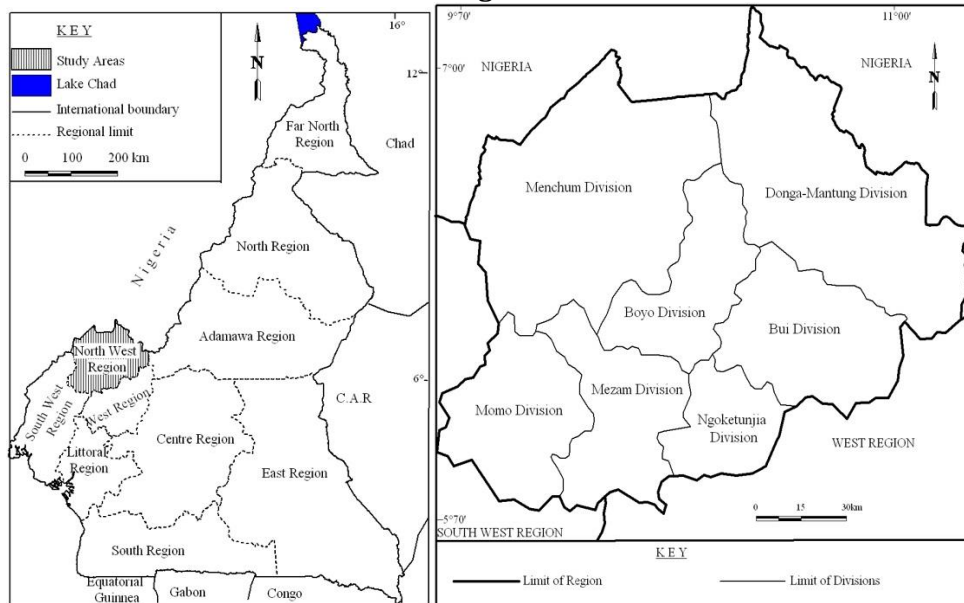 K E Y
Study Areas
Lake Chad
International boundary
Regional limit
0 100 200 km
N
16°
12°
Far North
Region
Chad
North Region
Nigeria
Adamawa Region
North West
Region
6°
C.A.R
South West
Region
West Region
Centre Region
Littoral
Region
East Region
South Region
Equatorial
Guinnea
Gabon
Congo
9°70
11°00
7°00
NIGERIA
NIGERIA
N
Menchum Division
Donga-Mantung Division
Boyo Division
Bui Division
Mezam Division
Momo Division
Ngoketunjia
Division
WEST REGION
0 15 30km
5°70
SOUTH WEST REGION
K E Y
Limit of Region
Limit of Divisions